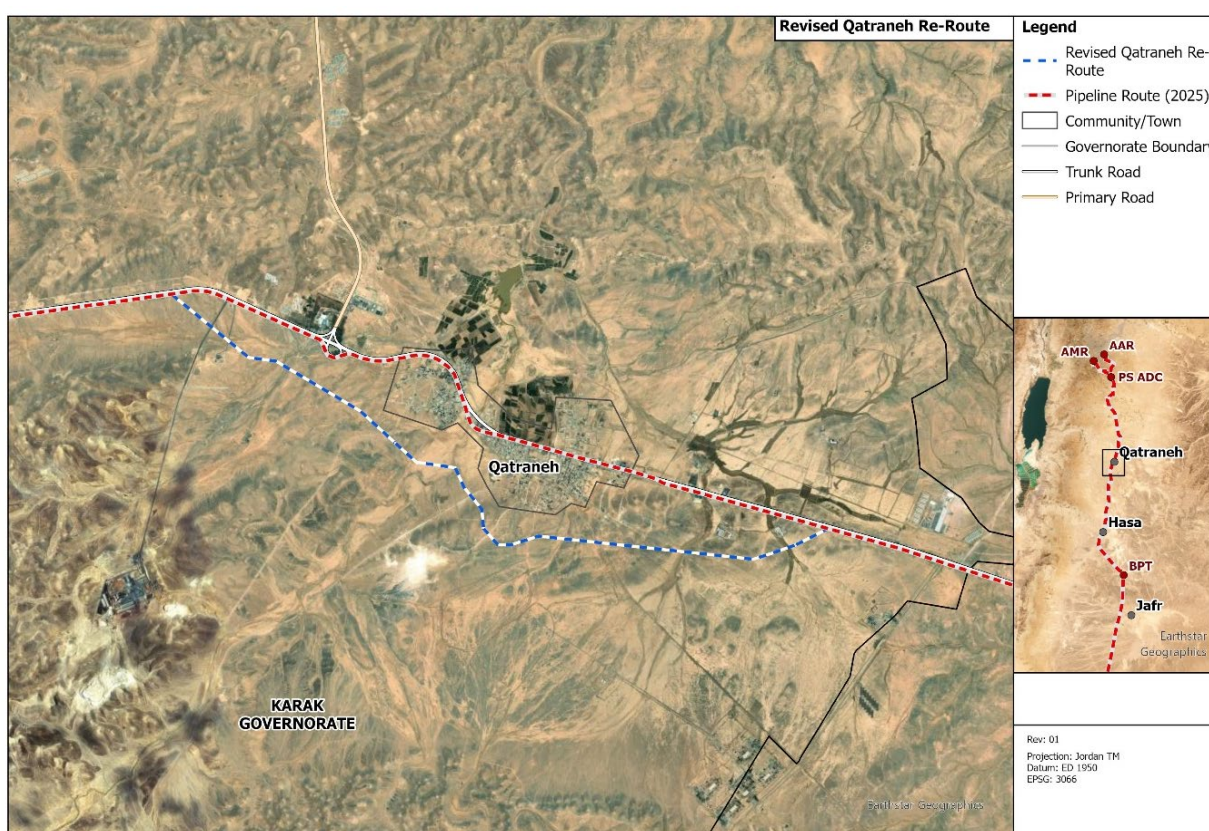 Revised Qatraneh Re-Route
Qatraneh
KARAK
GOVERNORATE
Earthstar Geographics
Legend
Revised Qatraneh Re-
Route
Pipeline Route (2025)
Community/Town
Governorate Boundary
Trunk Road
Primary Road
AMR
AAR
PS ADC
Qatraneh
Hasa
BPT
Jafr
Earthstar
Geographics
Rev: 01
Projection: Jordan TM
Datum: ED 1950
EPSG: 3066